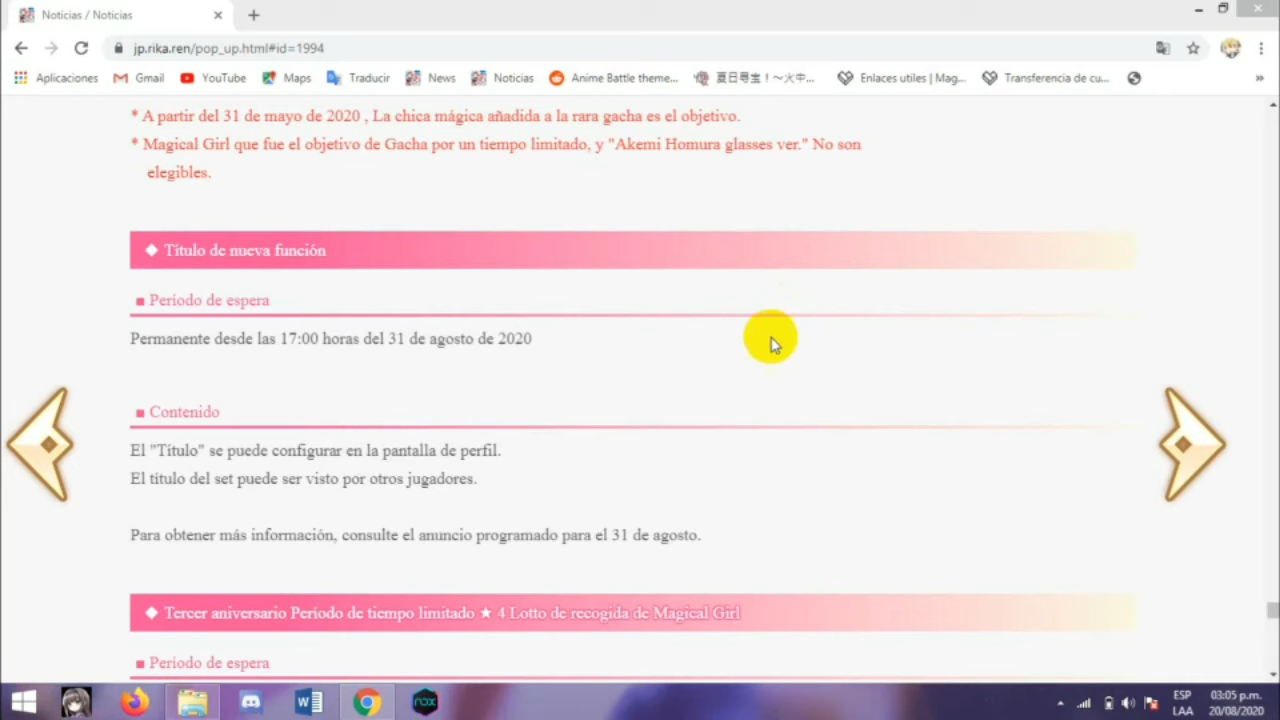 Noticias / Noticias
jp.rika.ren/pop_up.html#id=1994
Aplicaciones
Gmail
YouTube
Maps
Traducir
News
Noticias
Anime Battle theme...
夏日尋宝！～火中...
Enlaces utiles | Mag...
Transferencia de cu...
»
* A partir del 31 de mayo de 2020 , La chica mágica añadida a la rara gacha es el objetivo.
* Magical Girl que fue el objetivo de Gacha por un tiempo limitado, y "Akemi Homura glasses ver." No son
elegibles.
◆ Título de nueva función
■ Período de espera
Permanente desde las 17:00 horas del 31 de agosto de 2020
■ Contenido
El "Título" se puede configurar en la pantalla de perfil.
El título del set puede ser visto por otros jugadores.
Para obtener más información, consulte el anuncio programado para el 31 de agosto.
◆ Tercer aniversario Período de tiempo limitado ★ 4 Lotto de recogida de Magical Girl
■ Período de espera
nox
ESP
LAA
03:05 p.m.
20/08/2020